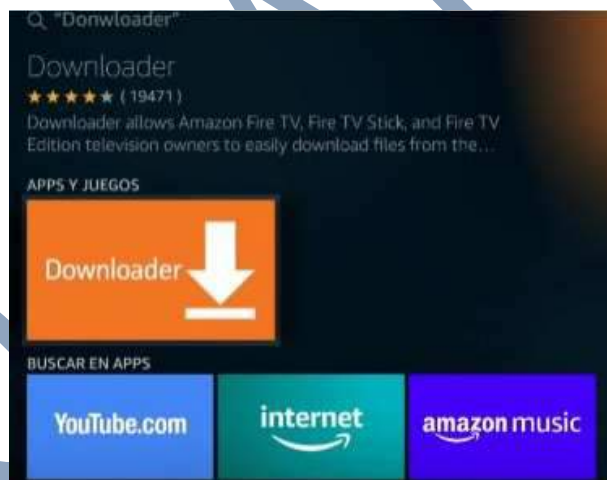 "Donwloader"
Downloader
(19471)
Downloader allows Amazon Fire TV, Fire TV Stick, and Fire TV
Edition television owners to easily download files from the...
APPS Y JUEGOS
Downloader
BUSCAR EN APPS
YouTube.com
internet
amazon music